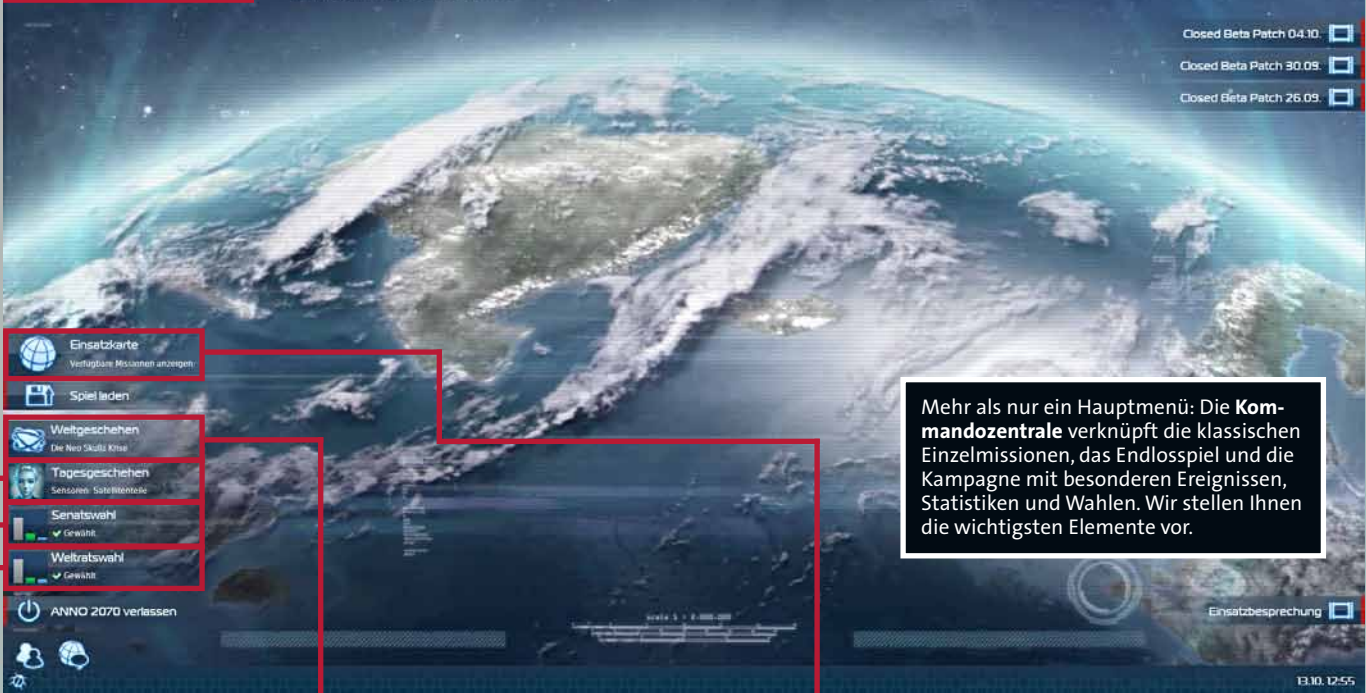 Closed Beta Patch 04.10.
Closed Beta Patch 30.09.
Closed Beta Patch 26.09.
Einsatzkarte
Verfügbare Missionen anzeigen
Spiel laden
Weltgeschehen
Die Neo Skulls Krise
Tagesgeschehen
Sensoren: Satellitenteile
Senatswahl
Gewählt
Weltratswahl
Gewählt
ANNO 2070 verlassen
Mehr als nur ein Hauptmenü: Die Kom-
mandozentrale verknüpft die klassischen
Einzelmissionen, das Endlosspiel und die
Kampagne mit besonderen Ereignissen,
Statistiken und Wahlen. Wir stellen Ihnen
die wichtigsten Elemente vor.
Einsatzbesprechung
13.10. 12:55